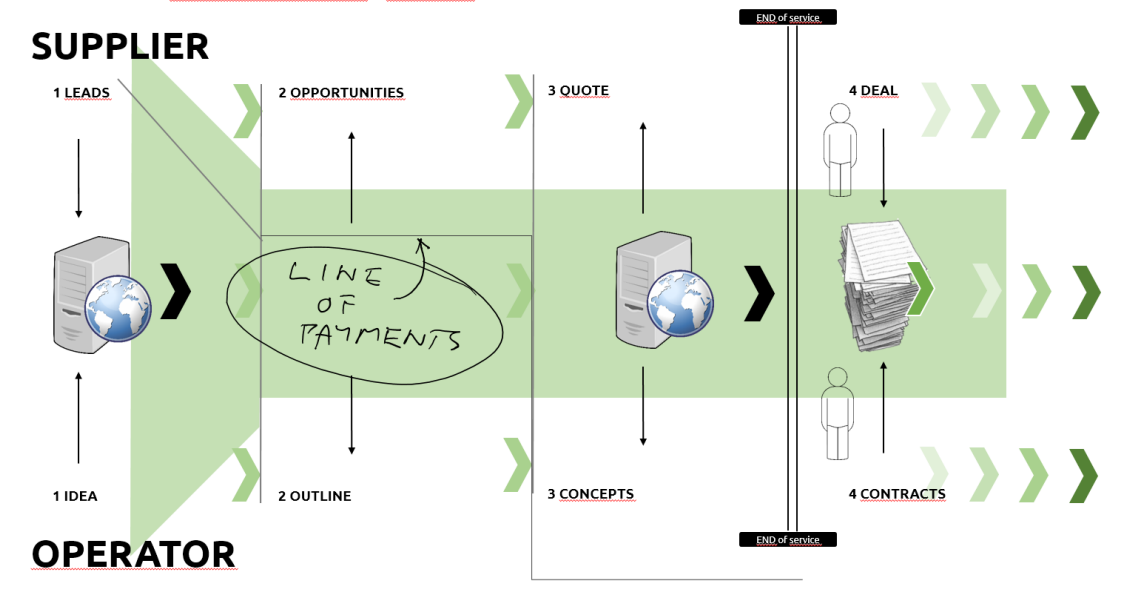 END of service
SUPPLIER
1 LEADS
2 OPPORTUNITIES
3 QUOTE
4 DEAL
LINE
OF
PAYMENTS
1 IDEA
2 OUTLINE
3 CONCEPTS
4 CONTRACTS
END of service
OPERATOR